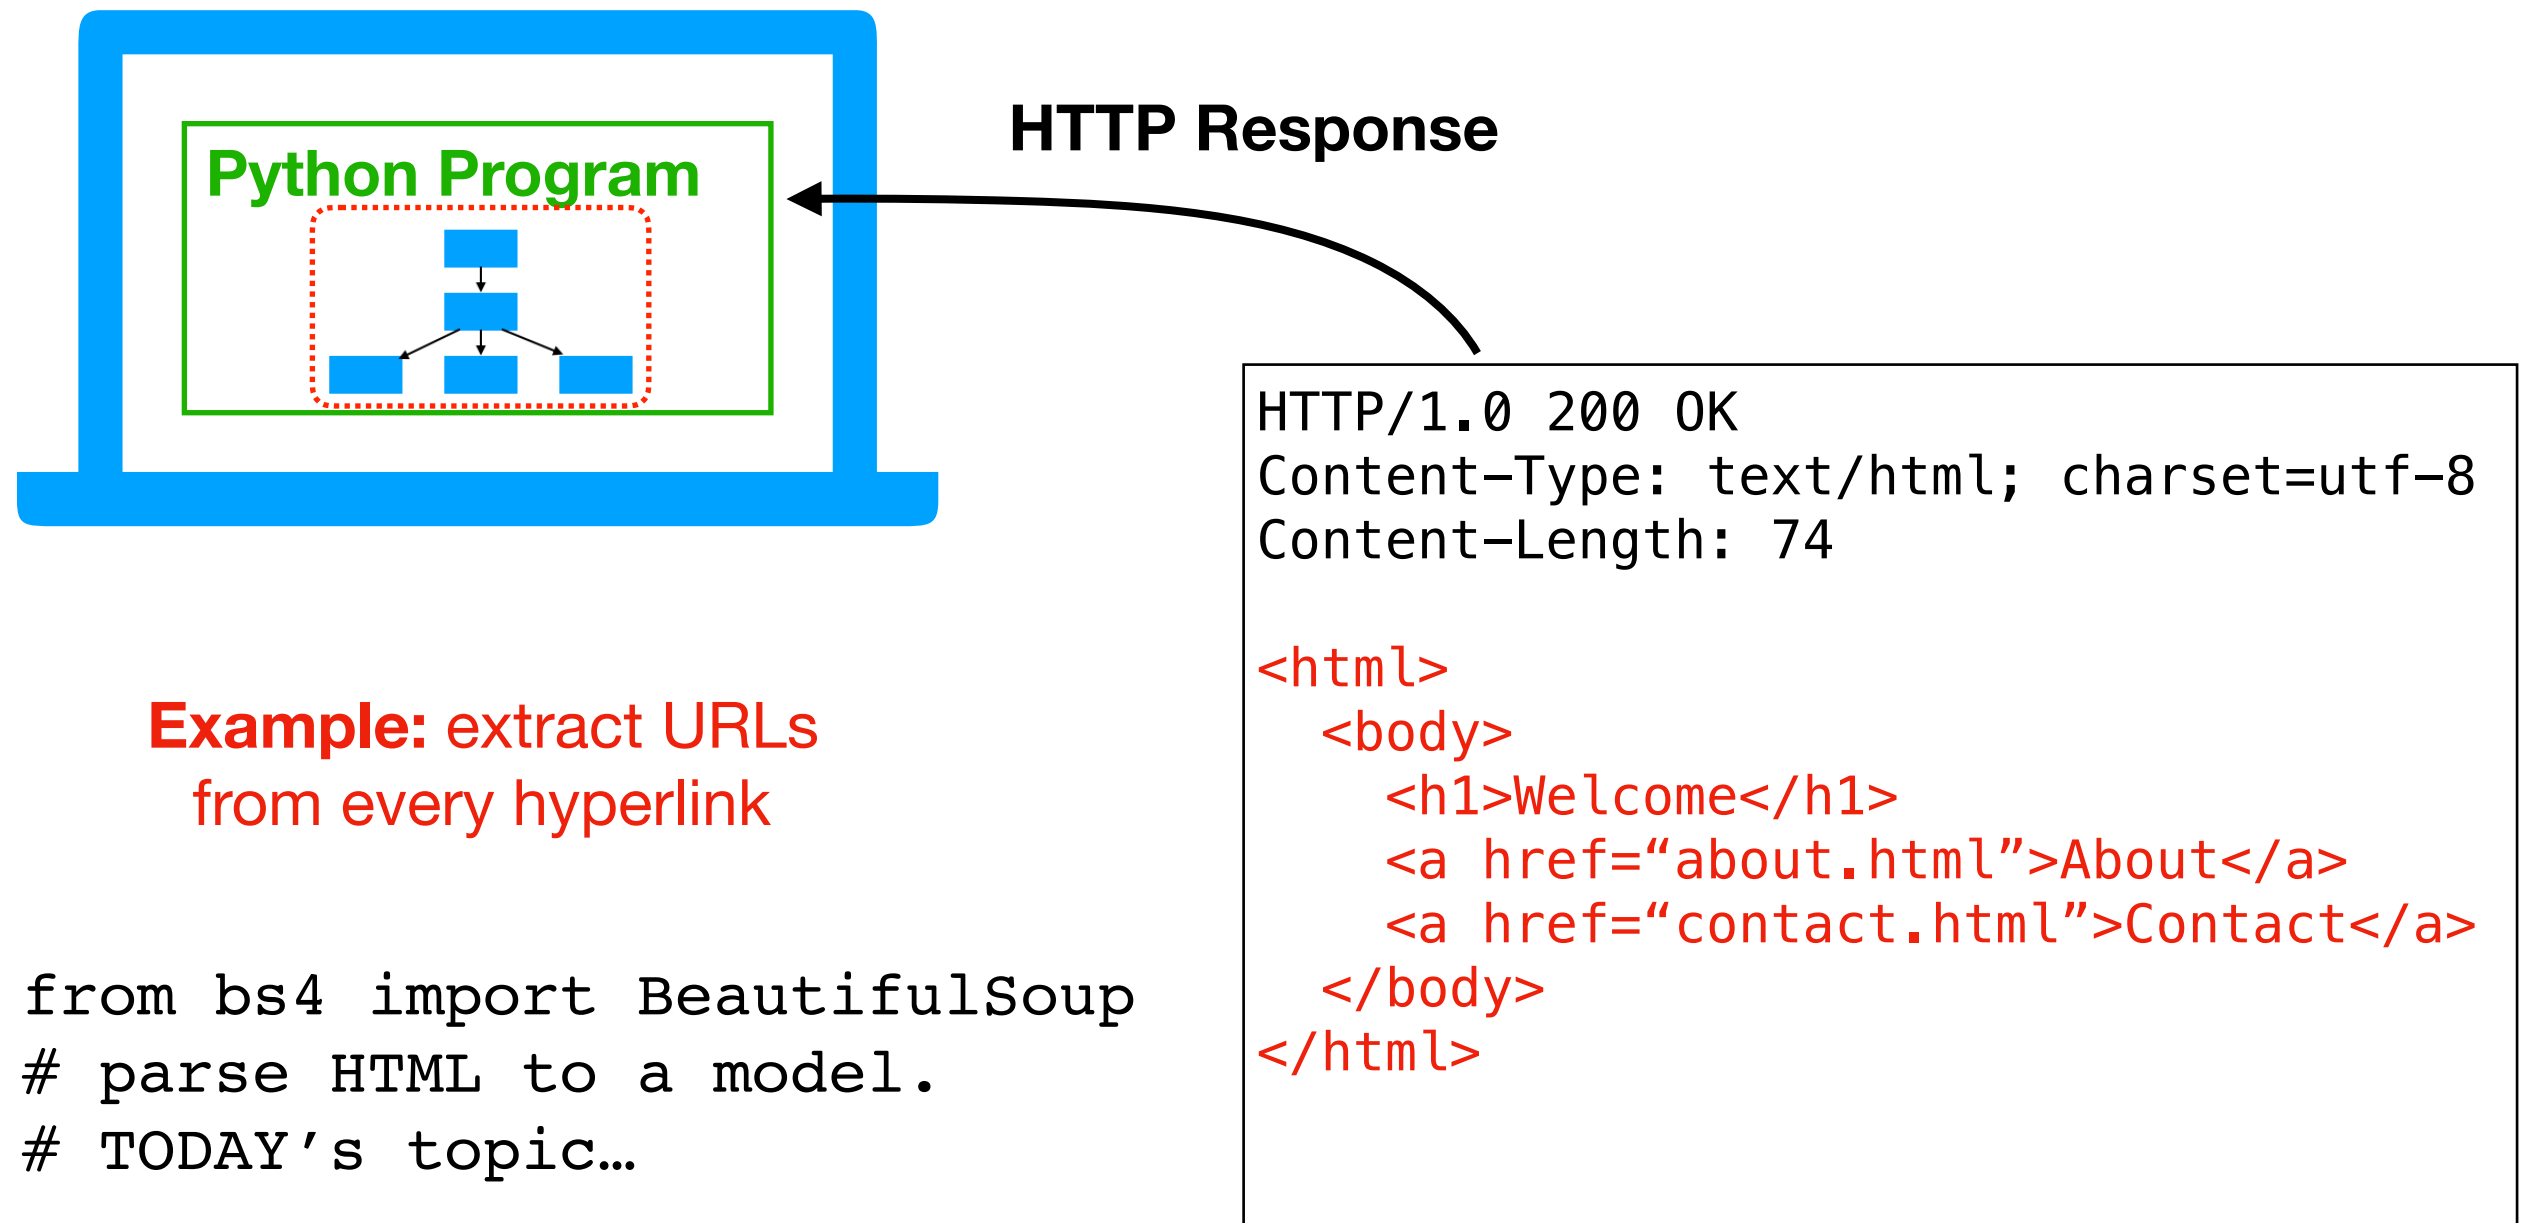 Python Program
HTTP Response
HTTP/1.0 200 OK
Content-Type: text/html; charset=utf-8
Content-Length: 74
<html>
  <body>
    <h1>Welcome</h1>
    <a href=“about.html”>About</a>
    <a href=“contact.html”>Contact</a>
  </body>
</html>
Example: extract URLs
from every hyperlink
from bs4 import BeautifulSoup
# parse HTML to a model.
# TODAY’s topic…